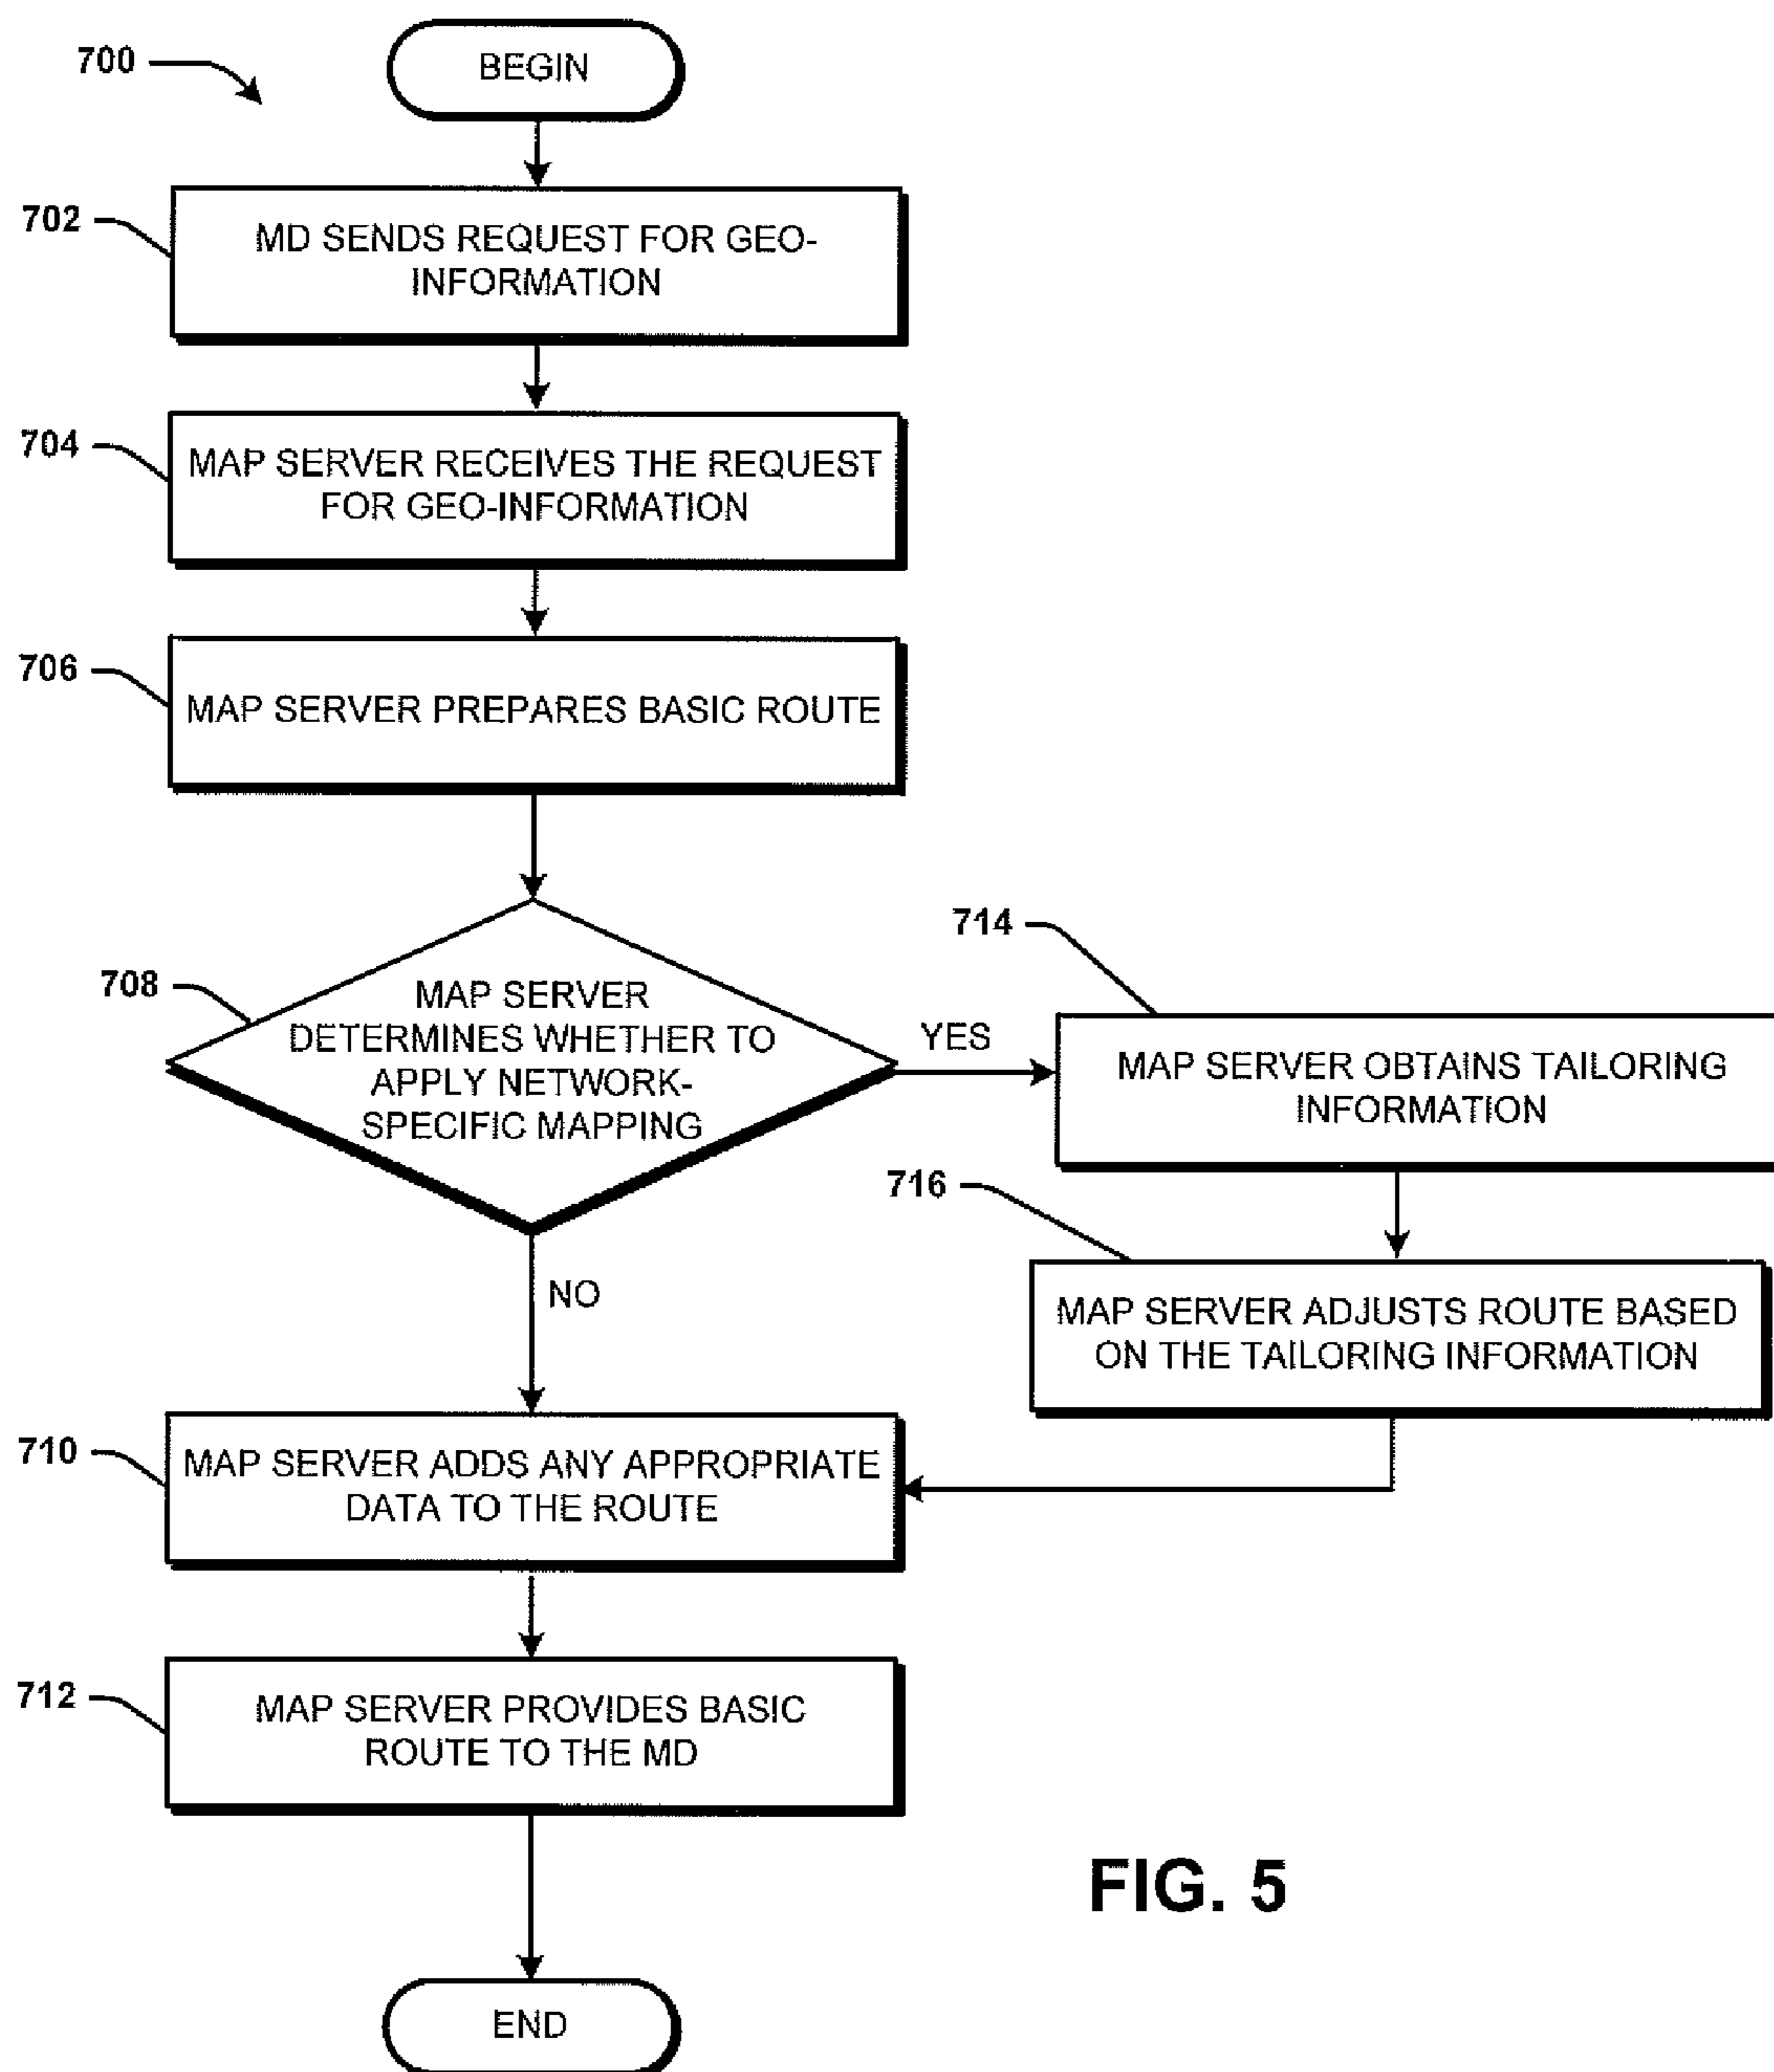 700
BEGIN
702
MD SENDS REQUEST FOR GEO-
INFORMATION
704
MAP SERVER RECEIVES THE REQUEST
FOR GEO-INFORMATION
706
MAP SERVER PREPARES BASIC ROUTE
708
MAP SERVER
DETERMINES WHETHER TO
APPLY NETWORK-
SPECIFIC MAPPING
YES
714
MAP SERVER OBTAINS TAILORING
INFORMATION
716
MAP SERVER ADJUSTS ROUTE BASED
ON THE TAILORING INFORMATION
NO
710
MAP SERVER ADDS ANY APPROPRIATE
DATA TO THE ROUTE
712
MAP SERVER PROVIDES BASIC
ROUTE TO THE MD
FIG. 5
END